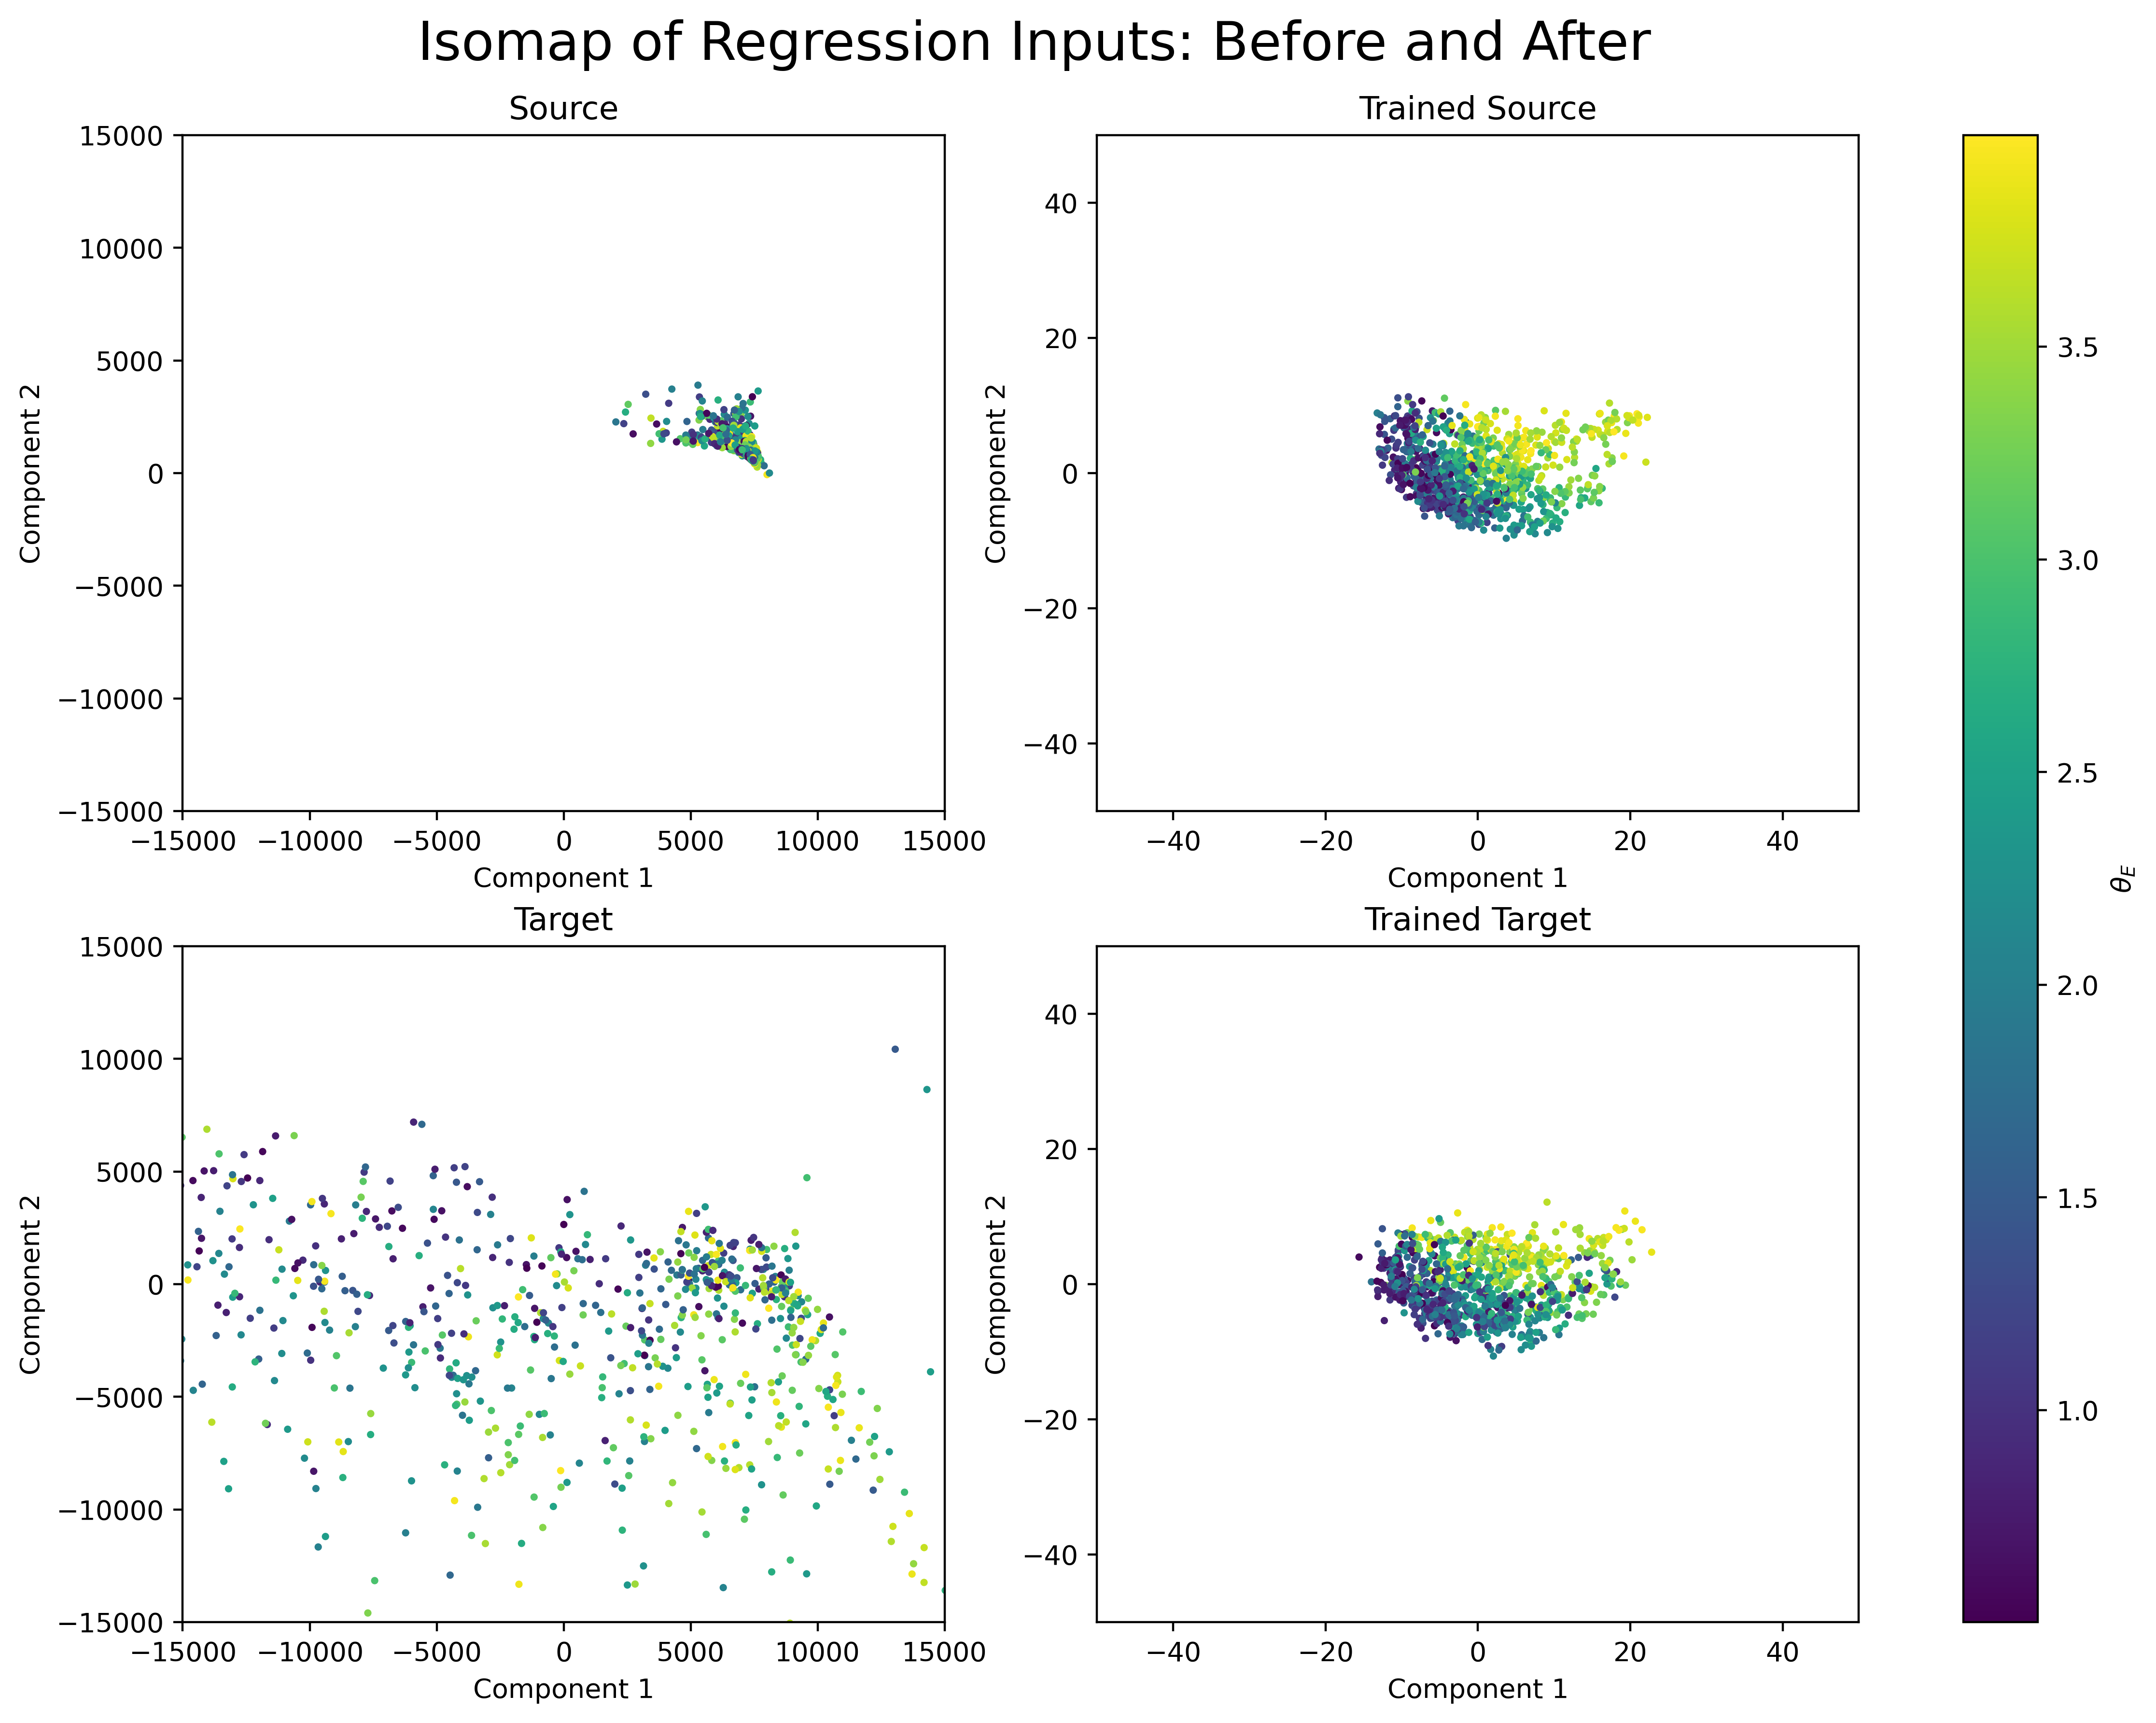 Isomap of Regression Inputs: Before and After
Source
15000
10000
5000
0
−5000
−10000
−15000
Component 2
−15000 −10000 −5000 0 5000 10000 15000
Component 1
Trained Source
40
20
0
−20
−40
Component 2
−40 −20 0 20 40
Component 1
Target
15000
10000
5000
0
−5000
−10000
−15000
Component 2
−15000 −10000 −5000 0 5000 10000 15000
Component 1
Trained Target
40
20
0
−20
−40
Component 2
−40 −20 0 20 40
Component 1
3.5
3.0
2.5
2.0
1.5
1.0
θE